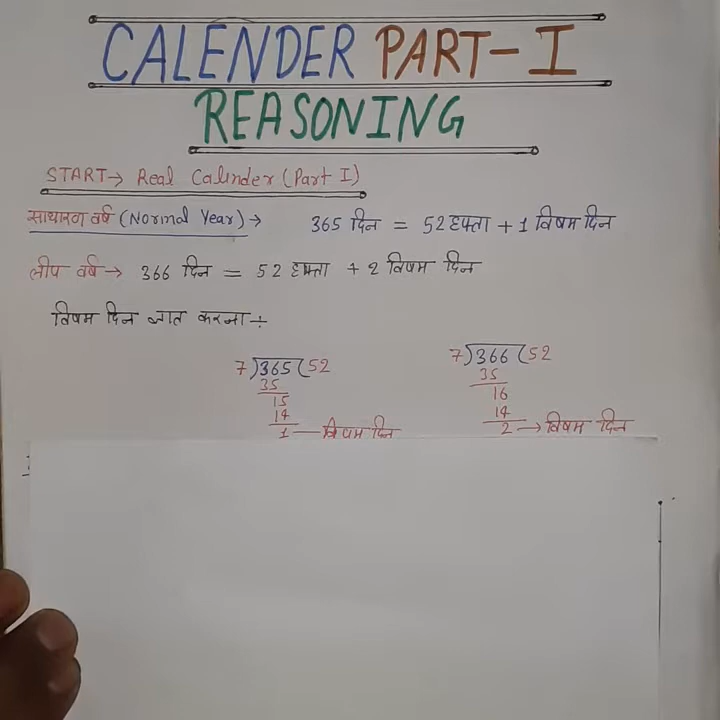 CALENDER PART-I
REASONING
START→ Real Calender (Part I)
साधारण वर्ष (Normal Year) → 365 दिन = 52 हफ्ता + 1 विषम दिन
लीप वर्ष → 366 दिन = 52 हफ्ता + 2 विषम दिन
विषम दिन ज्ञात करना ÷
7)365(52 7)366(52
35 35
15 16
14 14
1 — विषम दिन 2 → विषम दिन